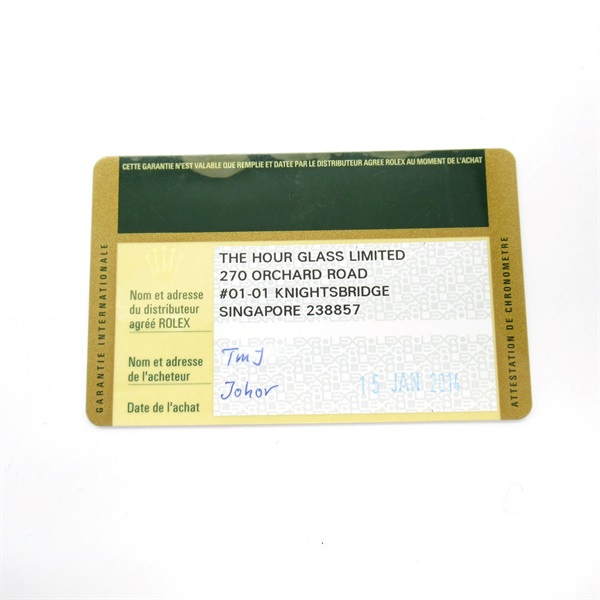 CETTE GARANTIE N'EST VALABLE QUE REMPLIE ET DATEE PAR LE DISTRIBUTEUR AGREE ROLEX AU MOMENT DE L'ACHAT
GARANTIE INTERNATIONALE
Nom et adresse
du distributeur
agréé ROLEX
THE HOUR GLASS LIMITED
270 ORCHARD ROAD
#01-01 KNIGHTSBRIDGE
SINGAPORE 238857
Nom et adresse
de l'acheteur
TMJ
Johor
Date de l'achat
15 JAN 2014
ATTESTATION DE CHRONOMETRE